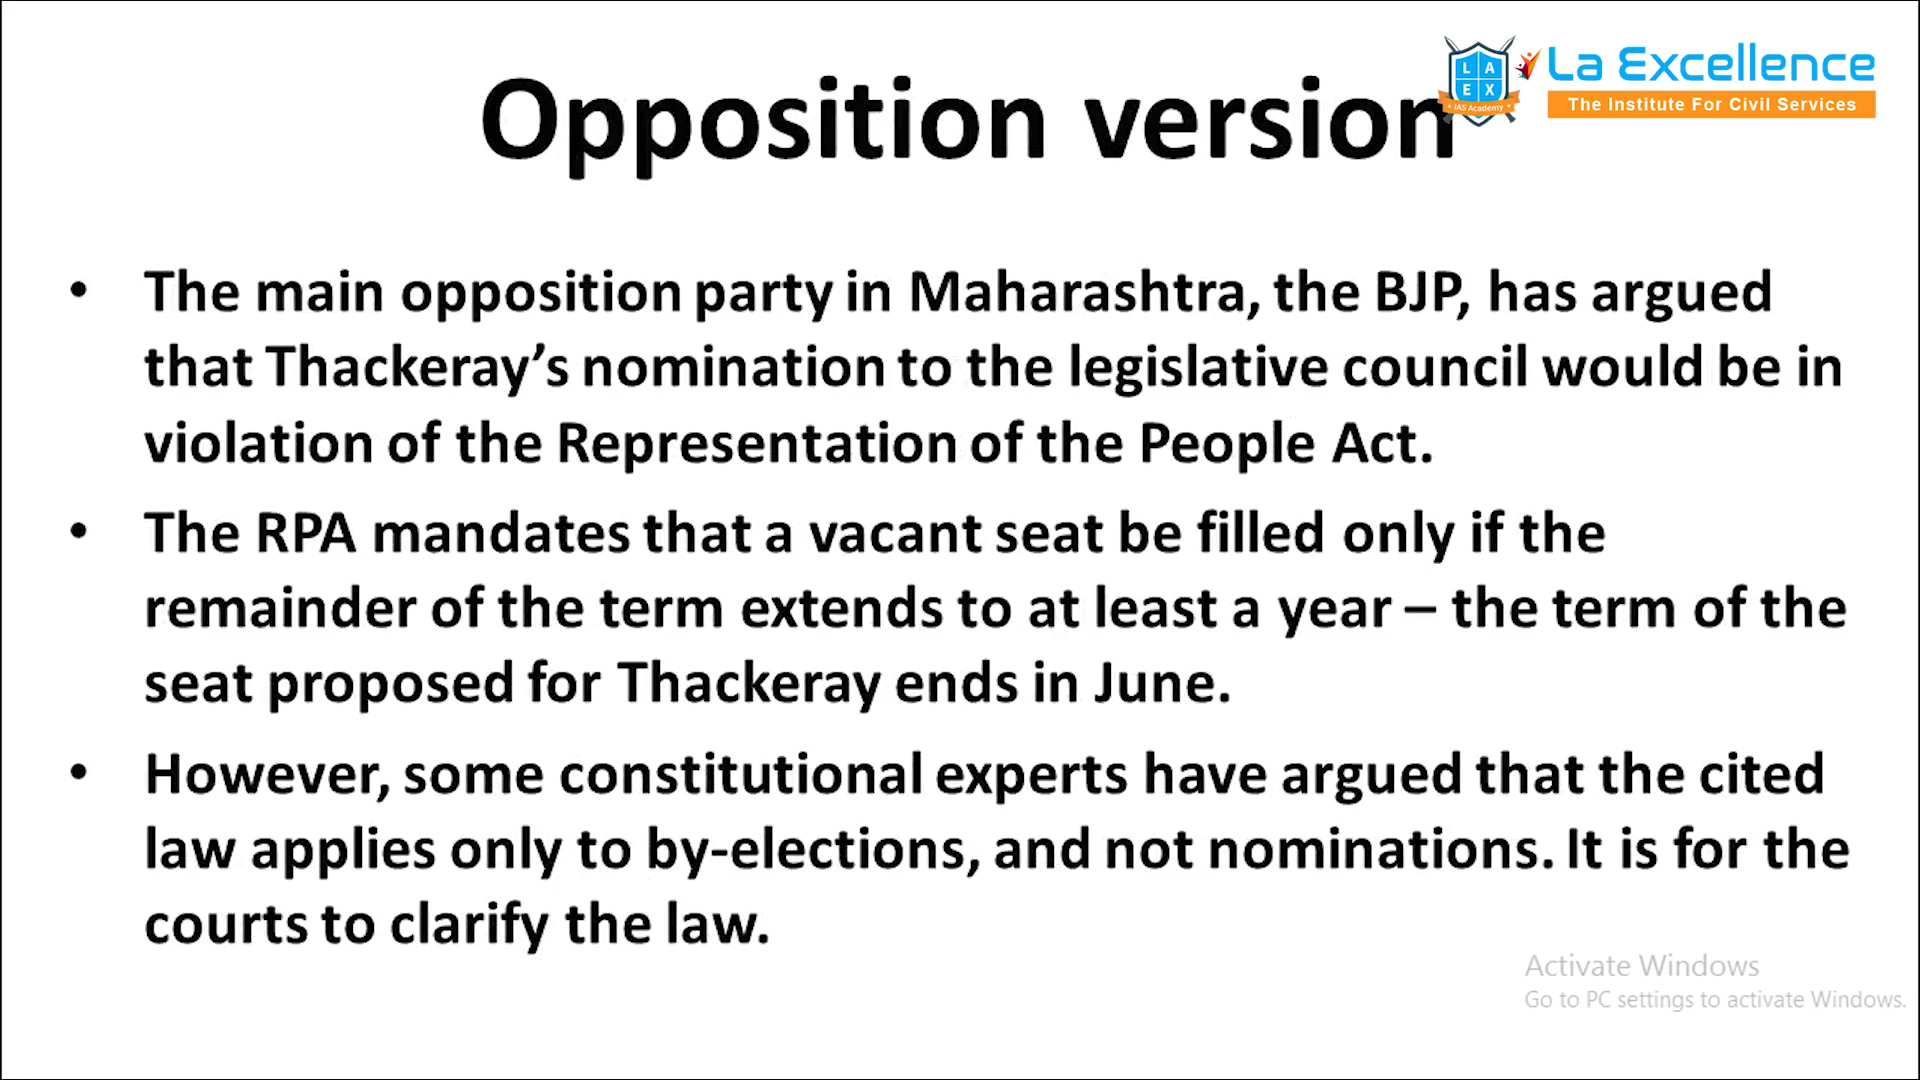 Opposition version
L A
E X
IAS Academy
La Excellence
The Institute For Civil Services
• The main opposition party in Maharashtra, the BJP, has argued
that Thackeray’s nomination to the legislative council would be in
violation of the Representation of the People Act.
• The RPA mandates that a vacant seat be filled only if the
remainder of the term extends to at least a year – the term of the
seat proposed for Thackeray ends in June.
• However, some constitutional experts have argued that the cited
law applies only to by-elections, and not nominations. It is for the
courts to clarify the law.
Activate Windows
Go to PC settings to activate Windows.